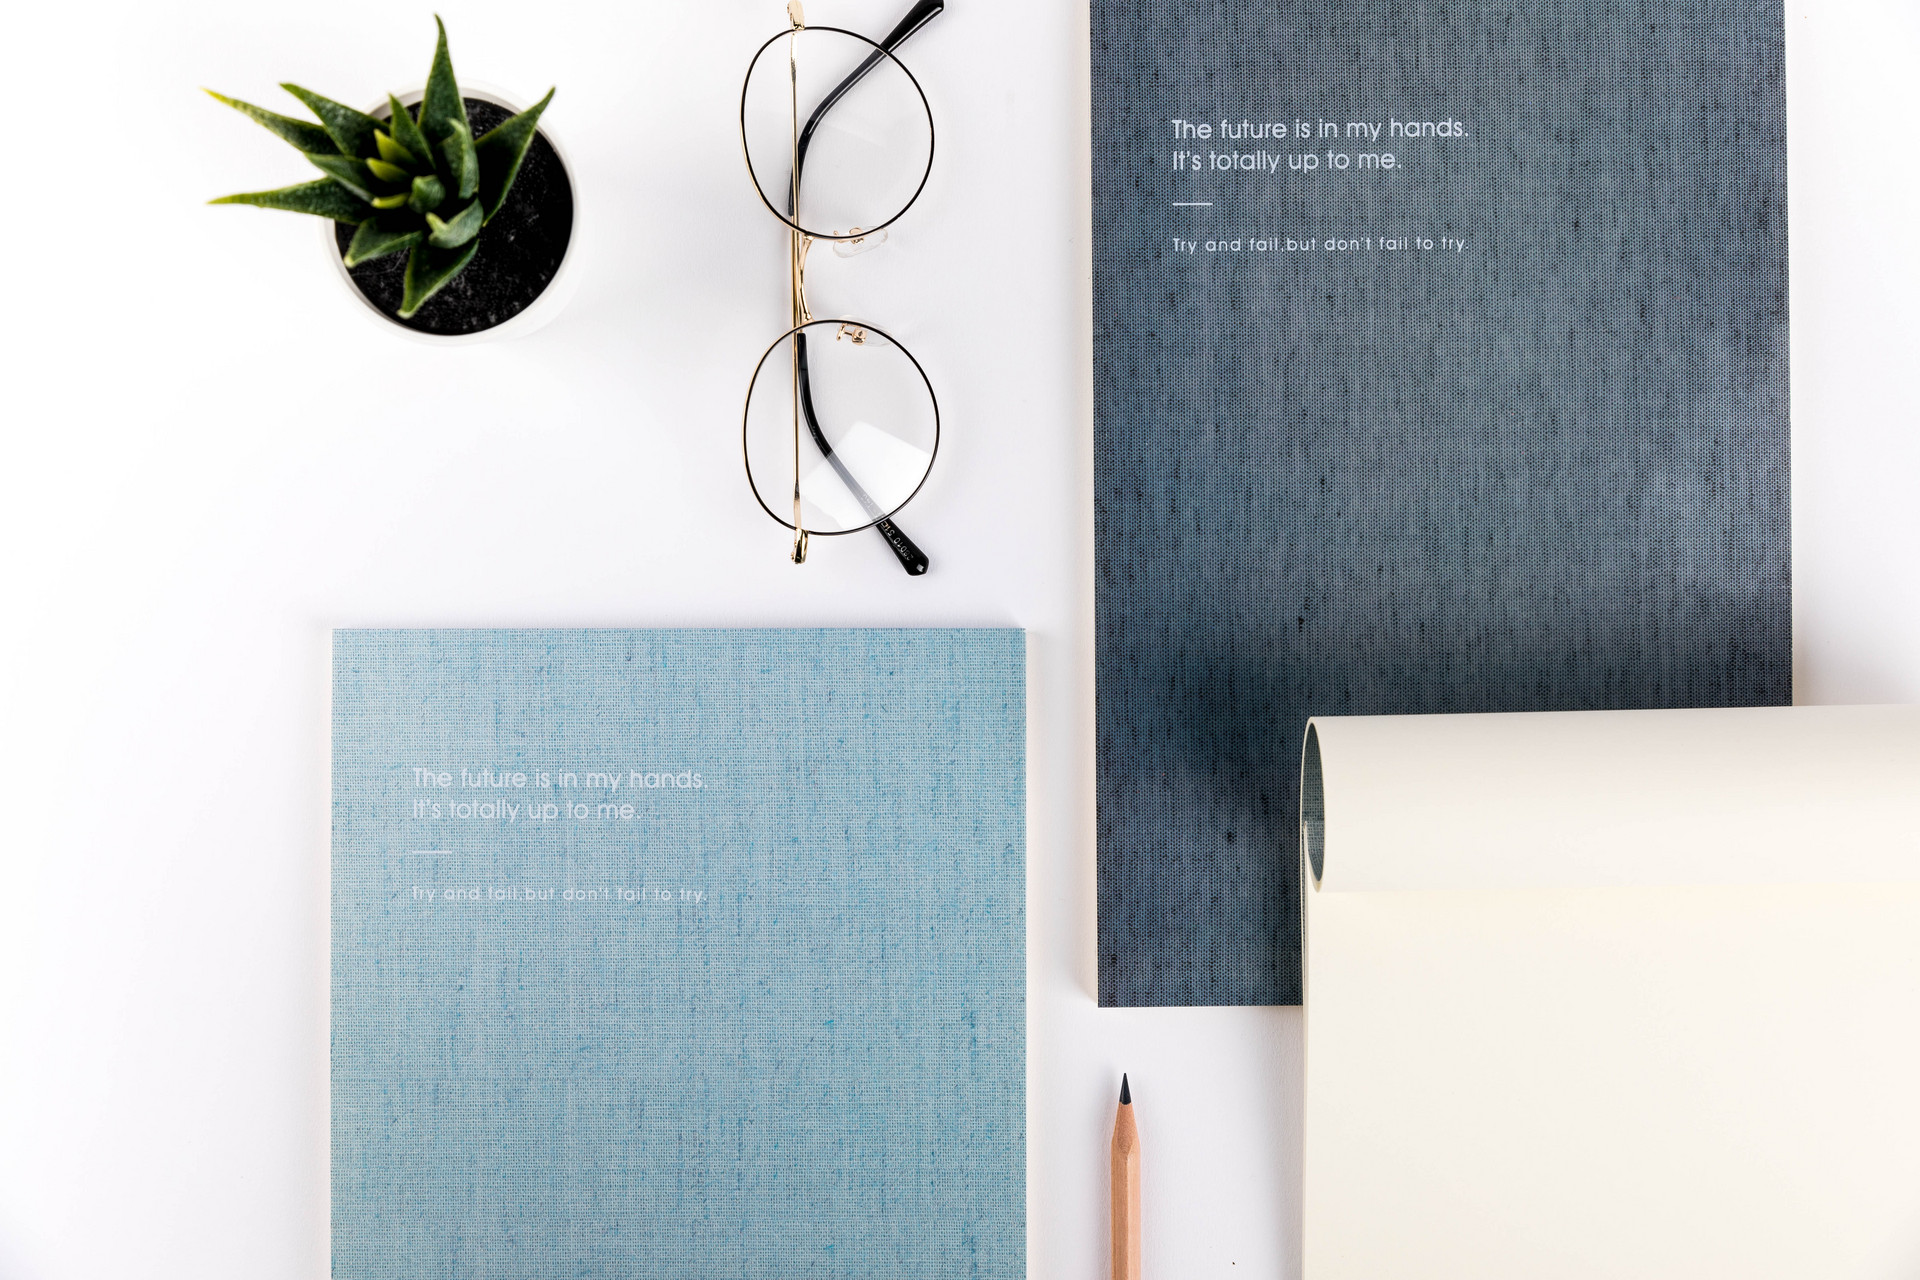 The future is in my hands.
It's totally up to me.
Try and fail,but don't fail to try.
The future is in my hands.
It's totally up to me.
Try and fail,but don't fail to try.